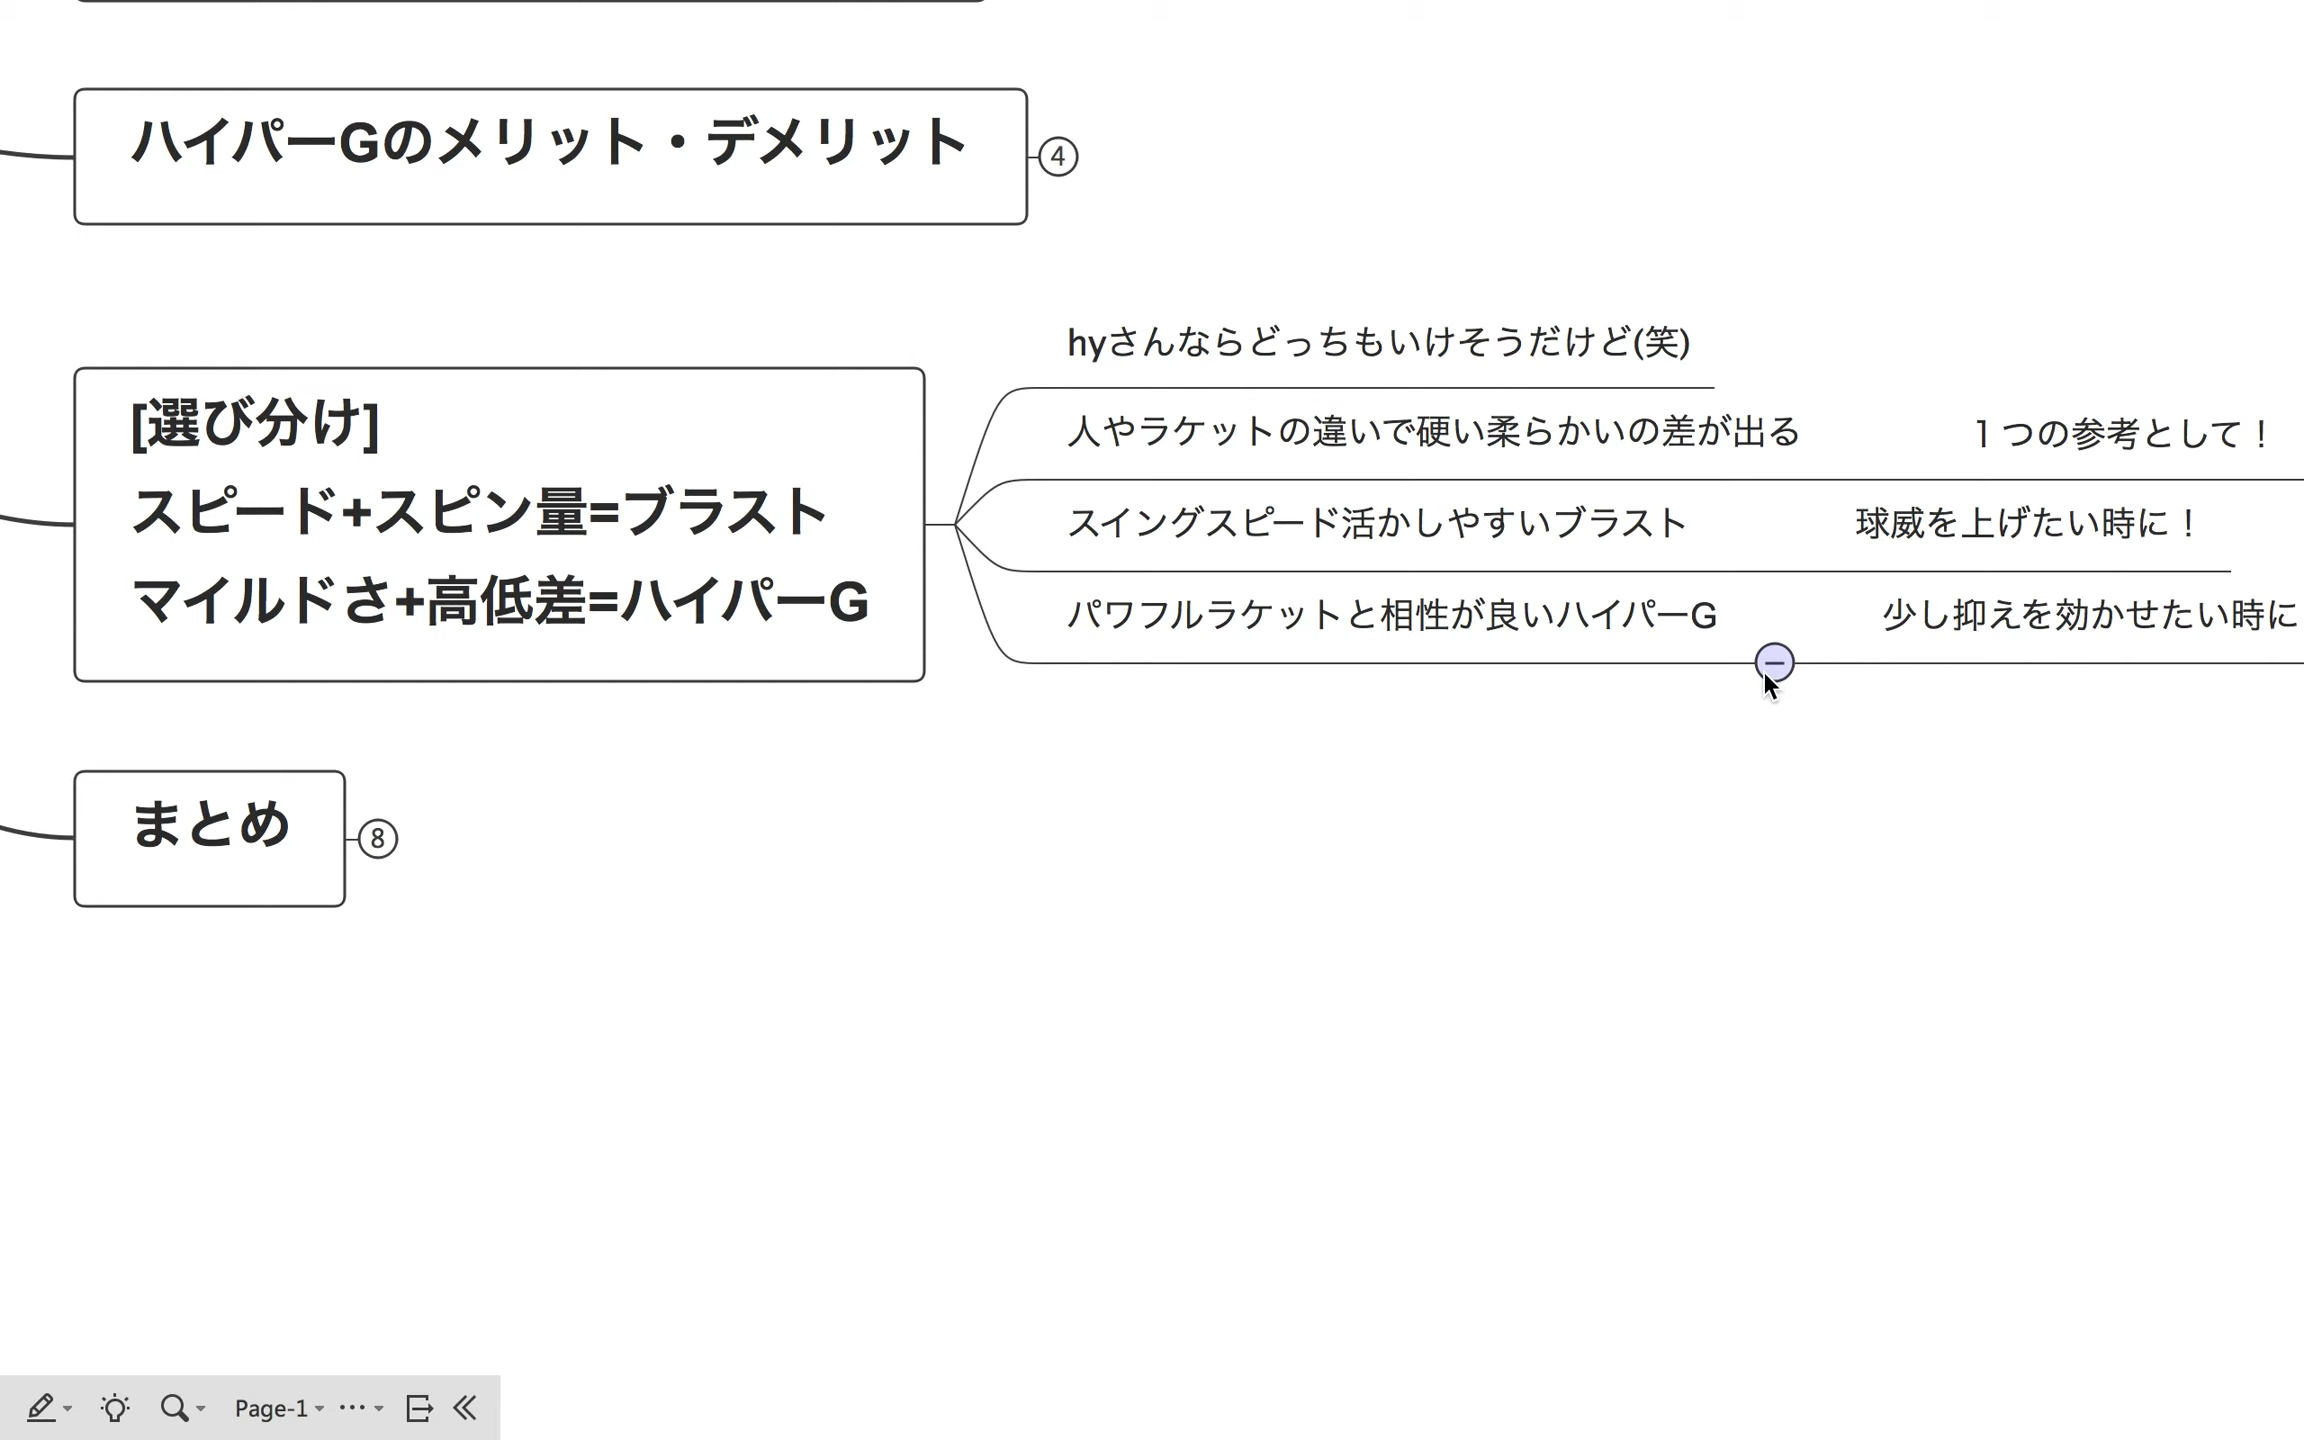 ハイパーGのメリット・デメリット
4
hyさんならどっちもいけそうだけど(笑)
[選び分け]
スピード+スピン量=ブラスト
マイルドさ+高低差=ハイパーG
人やラケットの違いで硬い柔らかいの差が出る
１つの参考として！
スイングスピード活かしやすいブラスト
球威を上げたい時に！
パワフルラケットと相性が良いハイパーG
少し抑えを効かせたい時に
まとめ
8
Page-1